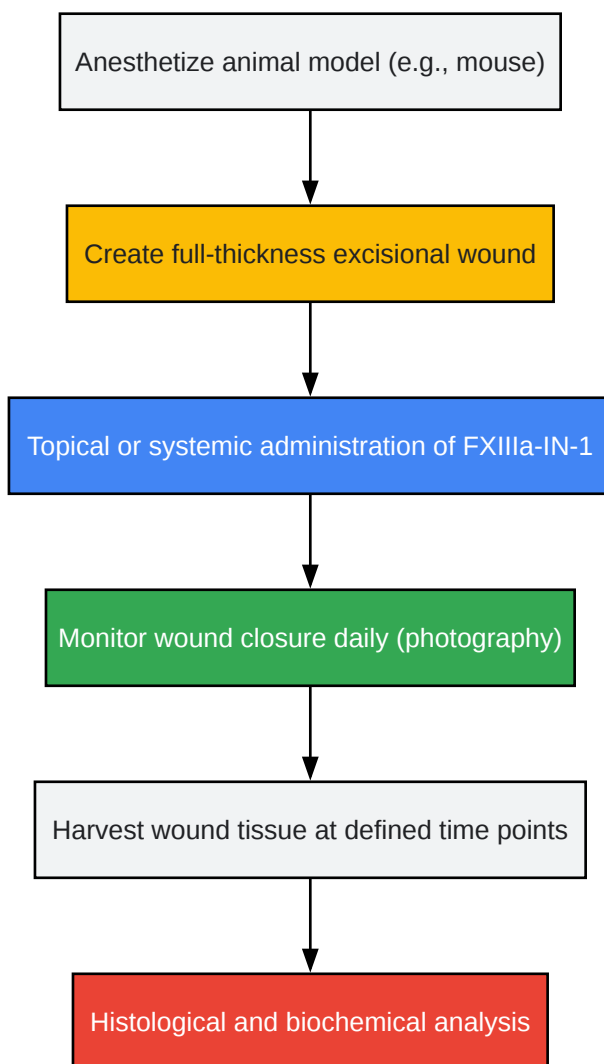 Anesthetize animal model (e.g., mouse)
Create full-thickness excisional wound
Topical or systemic administration of FXIIIa-IN-1
Monitor wound closure daily (photography)
Harvest wound tissue at defined time points
Histological and biochemical analysis